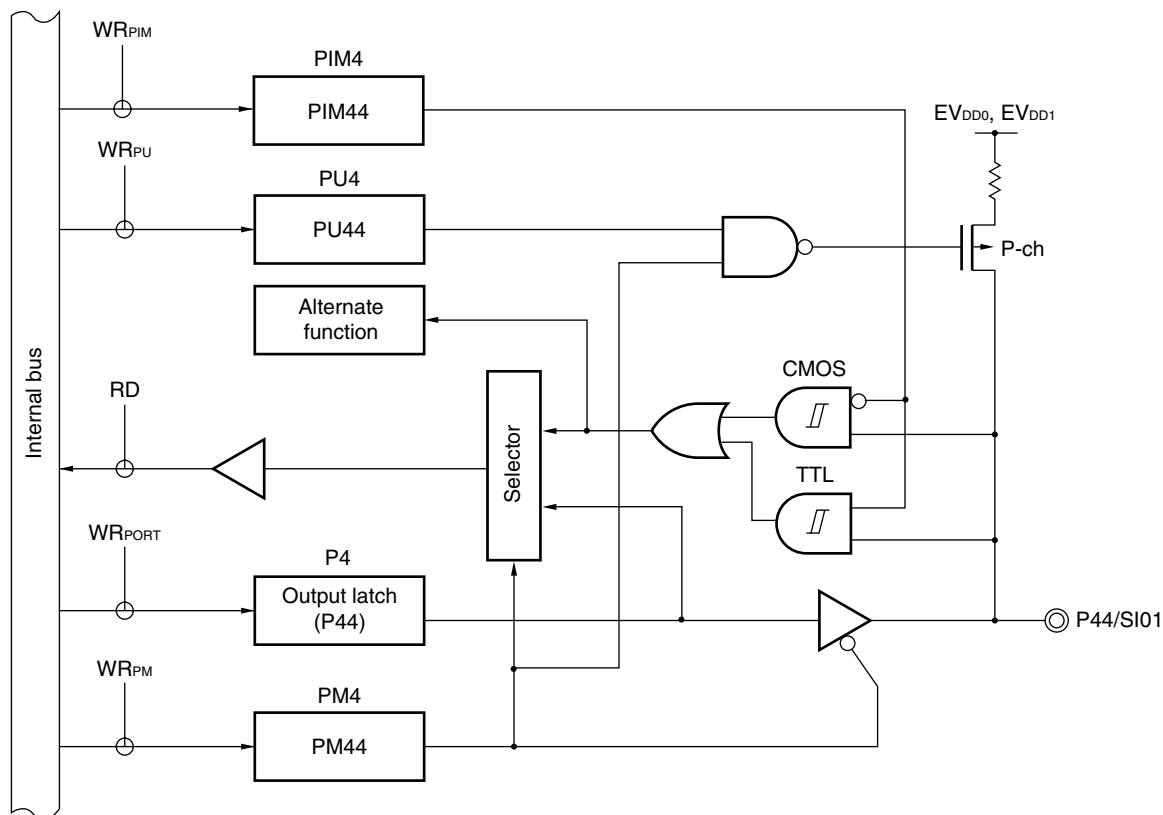 WRPIM
PIM4
PIM44
EVDD0, EVDD1
WRPU
PU4
PU44
P-ch
Alternate
function
CMOS
Internal bus
RD
Selector
TTL
WRPORT
P4
Output latch
(P44)
P44/SI01
WRPM
PM4
PM44